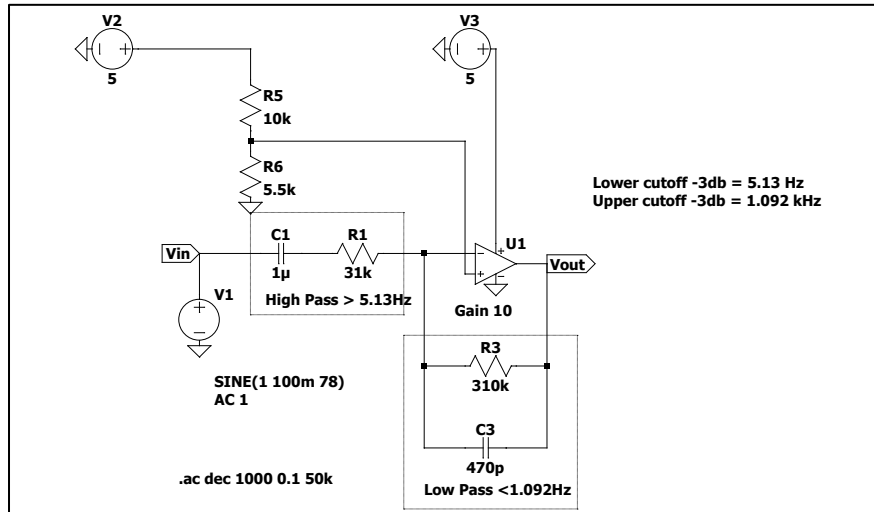 V2
5
V3
5
R5
10k
R6
5.5k
Lower cutoff -3db = 5.13 Hz
Upper cutoff -3db = 1.092 kHz
Vin
C1
1µ
R1
31k
U1
Vout
V1
High Pass > 5.13Hz
Gain 10
R3
310k
SINE(1 100m 78)
AC 1
C3
470p
.ac dec 1000 0.1 50k
Low Pass <1.092Hz